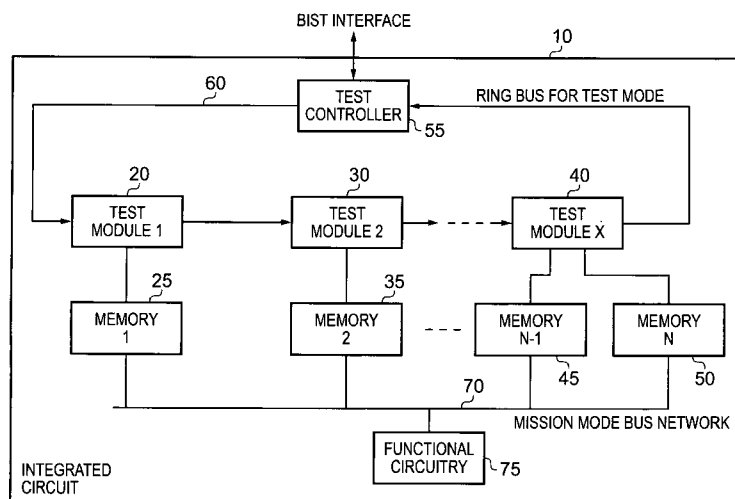 BIST INTERFACE
10
60
TEST
CONTROLLER
55
RING BUS FOR TEST MODE
20
TEST
MODULE 1
30
TEST
MODULE 2
40
TEST
MODULE X
25
MEMORY
1
35
MEMORY
2
MEMORY
N-1
45
MEMORY
N
50
70
MISSION MODE BUS NETWORK
FUNCTIONAL
CIRCUITRY
75
INTEGRATED
CIRCUIT